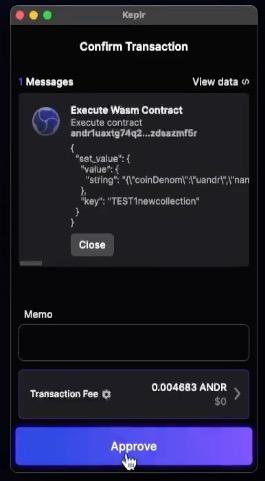 Keplr
Confirm Transaction
1 Messages
View data </>
Execute Wasm Contract
Execute contract
andr1uaxtg74q2...zdsazmf5r
{
"set_value": {
"value": {
"string": "{\"coinDenom\":\"uandr\",\"nan
},
"key": "TEST1newcollection"
}
}
Close
Memo
Transaction Fee
0.004683 ANDR
$0
Approve